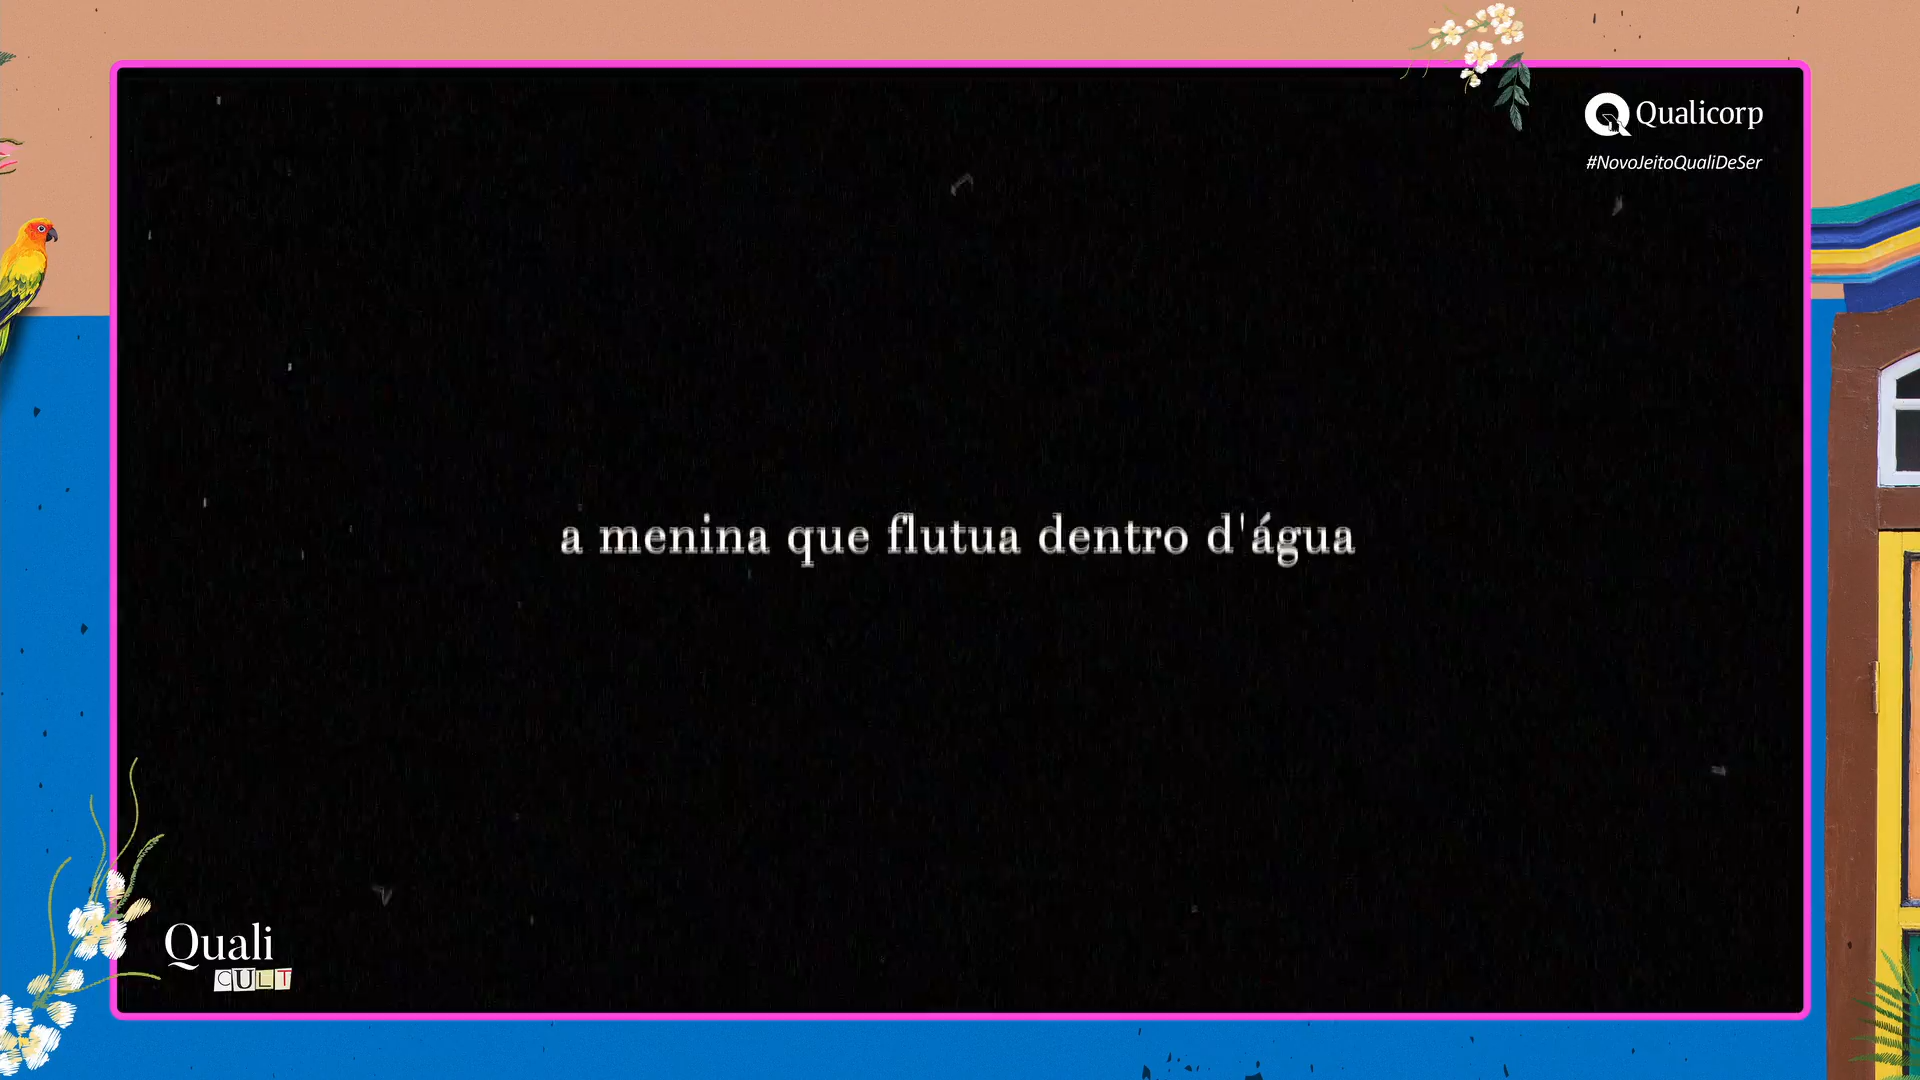 Qualicorp
#NovoJeitoQualiDeSer
a menina que flutua dentro d'água
Quali
CULT